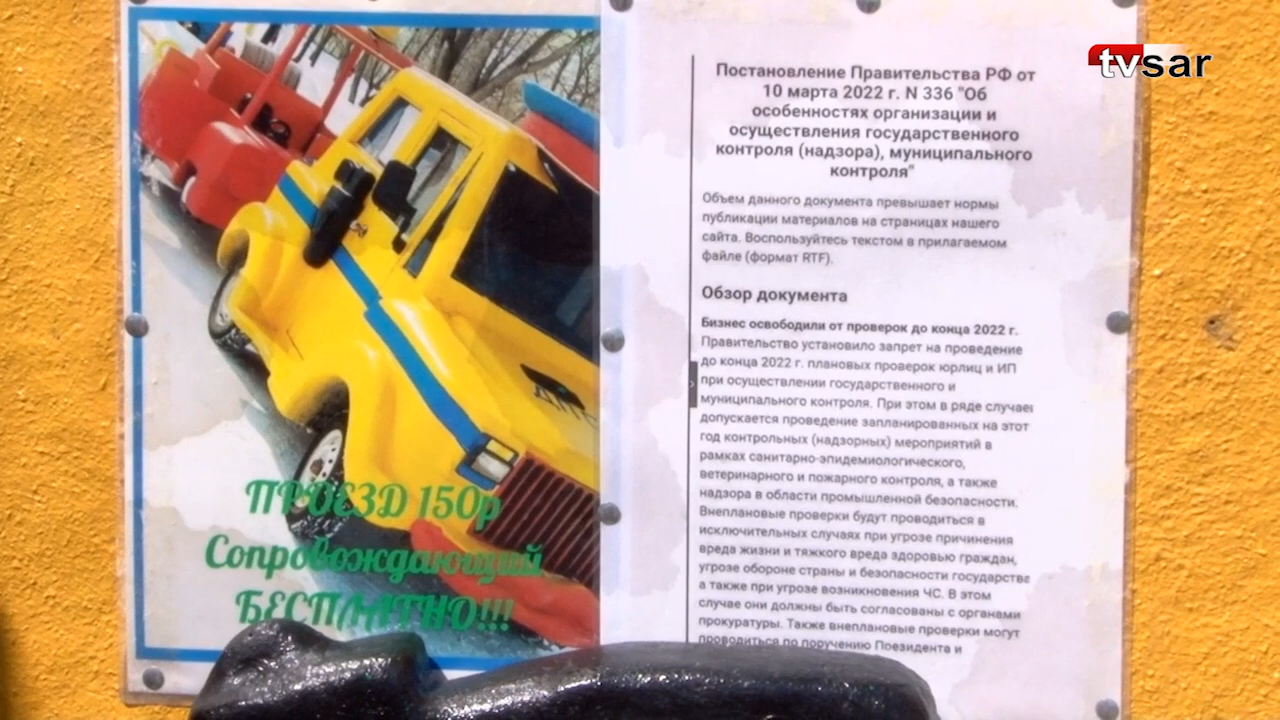 tvsar
ПРОЕЗД 150р
Сопровождающий
БЕСПЛАТНО!!!
Постановление Правительства РФ от
10 марта 2022 г. N 336 "Об
особенностях организации и
осуществления государственного
контроля (надзора), муниципального
контроля"
Объем данного документа превышает нормы
публикации материалов на страницах нашего
сайта. Воспользуйтесь текстом в прилагаемом
файле (формат RTF).
Обзор документа
Бизнес освободили от проверок до конца 2022 г.
Правительство установило запрет на проведение
до конца 2022 г. плановых проверок юрлиц и ИП
при осуществлении государственного и
муниципального контроля. При этом в ряде случаев
допускается проведение запланированных на этот
год контрольных (надзорных) мероприятий в
рамках санитарно-эпидемиологического,
ветеринарного и пожарного контроля, а также
надзора в области промышленной безопасности.
Внеплановые проверки будут проводиться в
исключительных случаях при угрозе причинения
вреда жизни и тяжкого вреда здоровью граждан,
угрозе обороне страны и безопасности государства
а также при угрозе возникновения ЧС. В этом
случае они должны быть согласованы с органами
прокуратуры. Также внеплановые проверки могут
проводиться по поручению Президента и